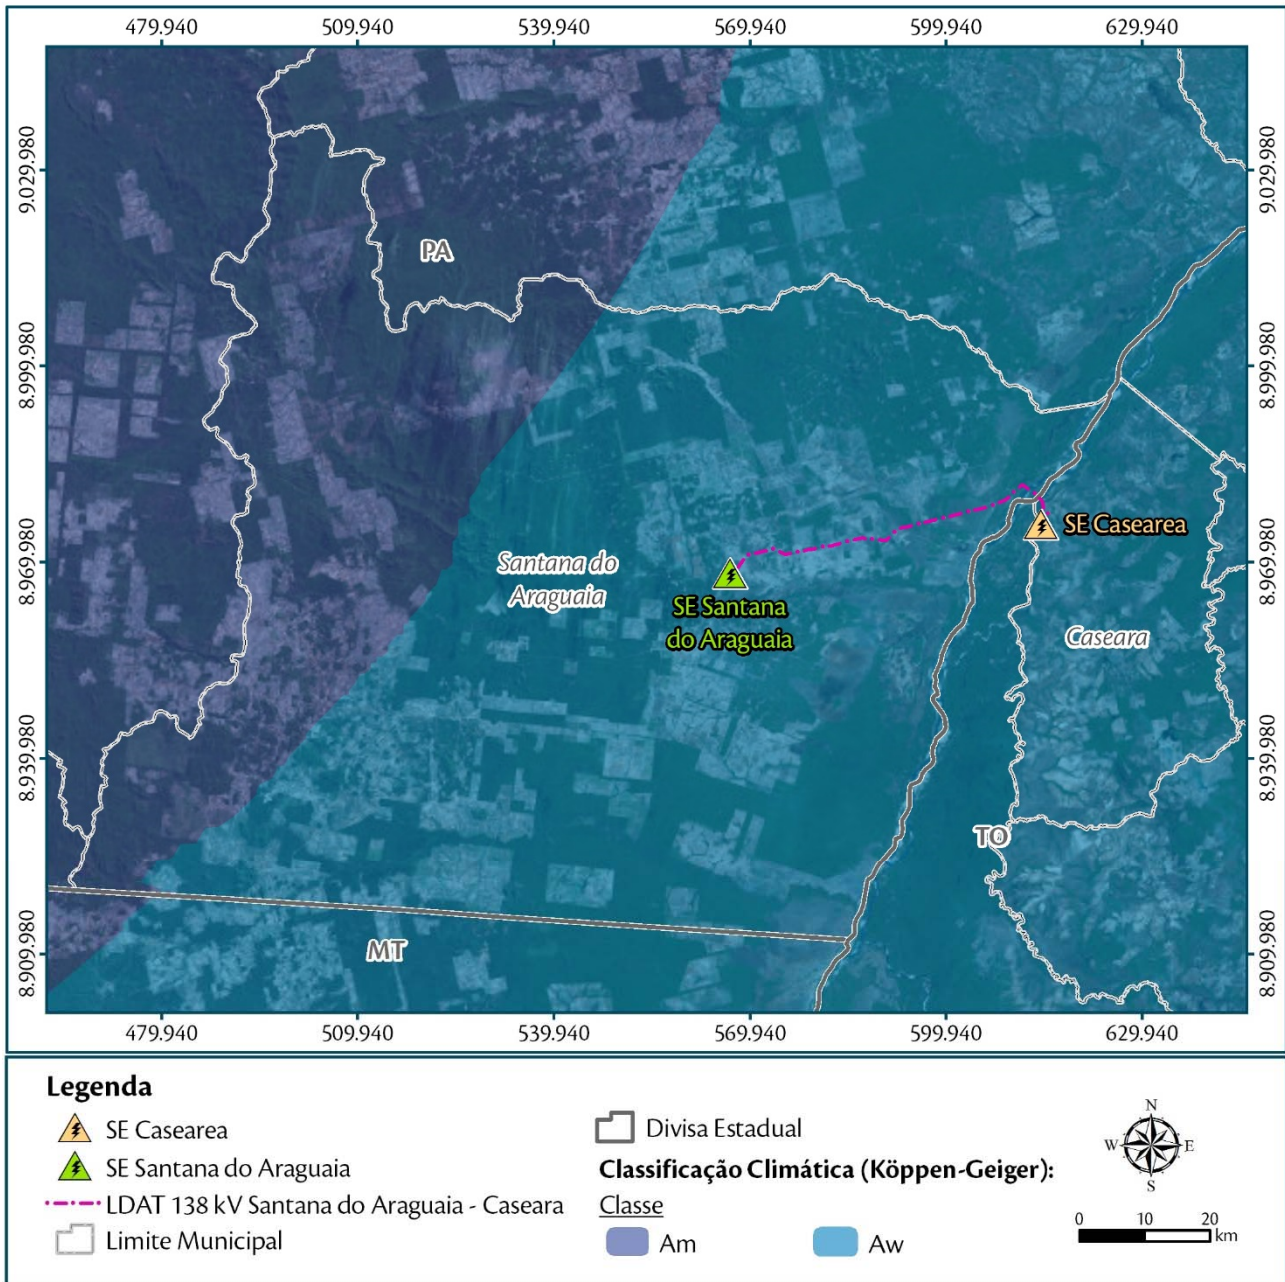 479.940 509.940 539.940 569.940 599.940 629.940
9.029.980 9.029.980
PA
8.999.980 8.999.980
SE Casearea
8.969.980 8.969.980
Santana do
Araguaia
SE Santana
do Araguaia
Caseara
8.939.980 8.939.980
TO
MT
8.909.980 8.909.980
479.940 509.940 539.940 569.940 599.940 629.940
Legenda
SE Casearea
SE Santana do Araguaia
LDAT 138 kV Santana do Araguaia - Caseara
Limite Municipal
Divisa Estadual
Classificação Climática (Köppen-Geiger):
Classe
Am Aw
N
W E
S
0 10 20
km